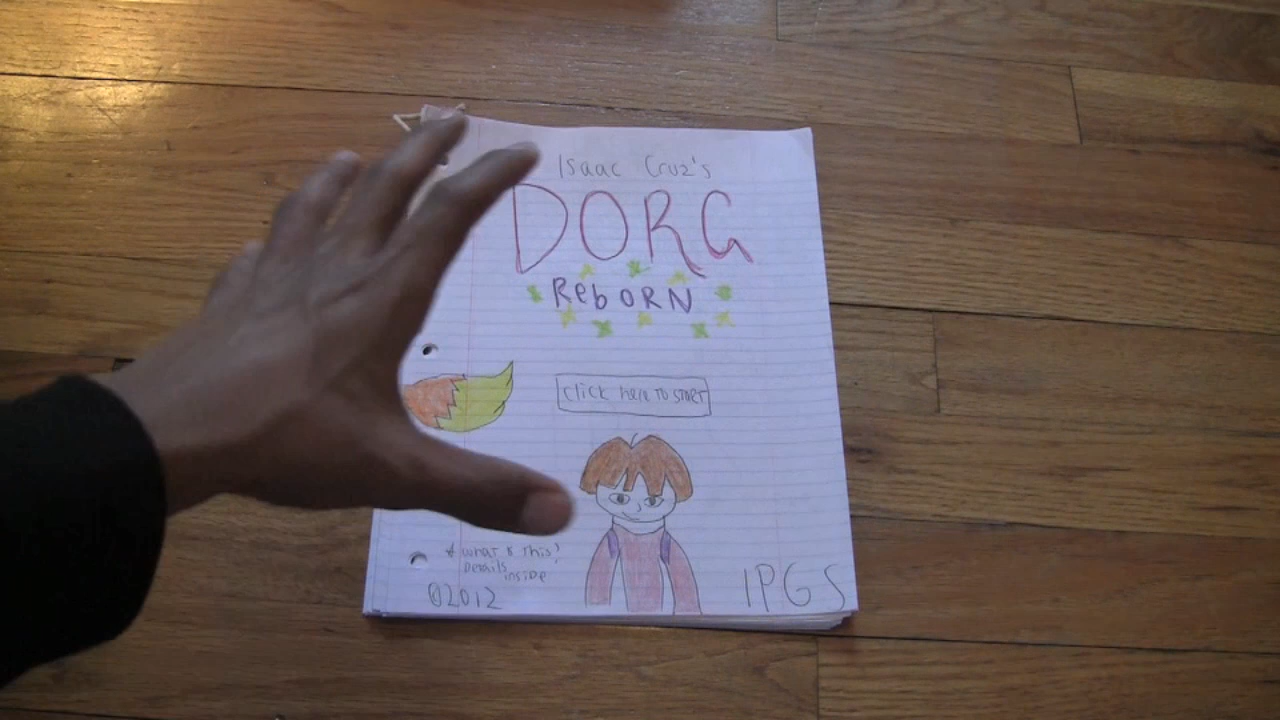 Isaac Cruz's
DORG
ReboRN
click here TO START
* what is this?
Details
inside
©2012
IPGS